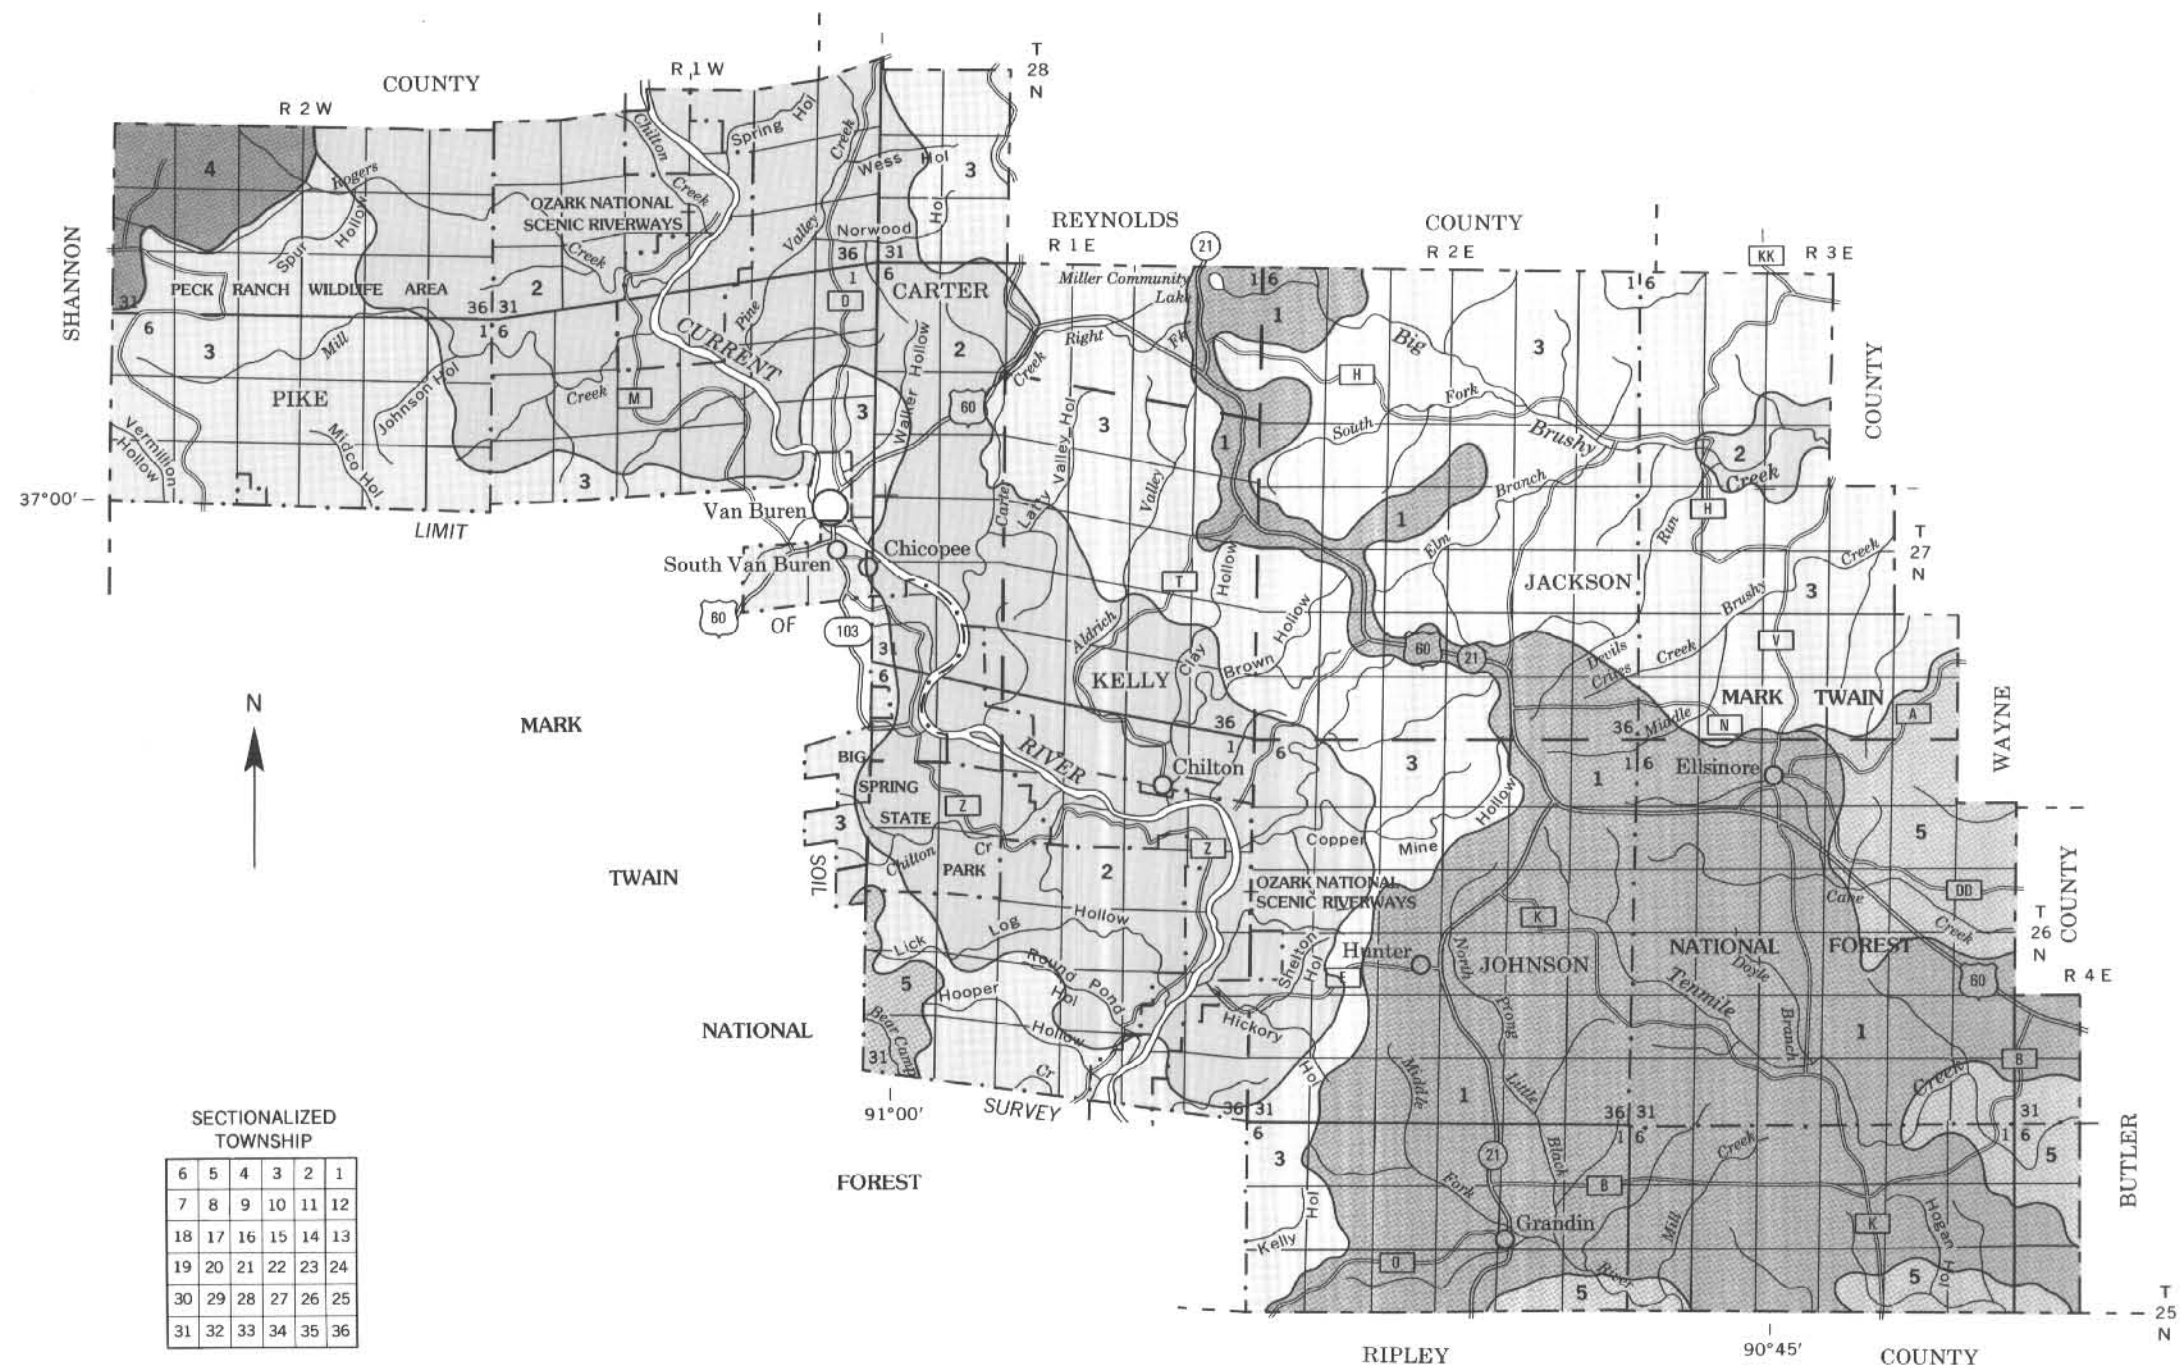 T
28
N
COUNTY
R 1 W
R 2 W
Chilton
Creek
Spring Hol
Creek
Wess Hol
3
4
Rogers
OZARK NATIONAL
SCENIC RIVERWAYS
Hol
Valley
Norwood
Spur Hollow
Creek
36 31
REYNOLDS
COUNTY
R 1 E
21
R 2 E
KK
R 3 E
SHANNON
31
PECK RANCH WILDLIFE AREA
2
36 31
1 6
CARTER
Miller Community
Lake
1 6
1 6
6
1 6
3
Mill
Pine
D
CURRENT
Walker Hollow
2
Right Fk
Creek
1
Big
3
COUNTY
PIKE
Johnson Hol
Creek
M
3
60
H
Fork
South
Brushy
2
Creek
Vermillion
Hollow
Midco Hol
3
3
Valley Hol
1
Branch
H
37°00'
LIMIT
Van Buren
Carter
Larry
Valley
1
Elm
Run
T
27
N
South Van Buren
Chicopee
T
Hollow
JACKSON
Creek
Brushy
3
60
OF
103
Aldrich
Hollow
31
6
KELLY
Clay
Brown
60
21
Devils
Crites
Creek
V
N
MARK
MARK TWAIN
WAYNE
36
1
6
36
Middle
N
A
BIG
RIVER
Chilton
3
1
1 6
Ellsinore
SPRING
Z
Hollow
STATE
3
SOIL
Chilton Cr
PARK
Z
Copper Mine
5
COUNTY
TWAIN
2
OZARK NATIONAL
SCENIC RIVERWAYS
K
Cane
Creek
DD
T
26
N
Log Hollow
Lick
Round
Pond
Hol
Shelton
Hol
Hunter
E
North
Prong
JOHNSON
NATIONAL FOREST
Doyle
Branch
Tenmile
60
R 4 E
5
Hooper
Hollow
Hickory
Hol
NATIONAL
Bear Camp
Cr
31
1
Middle
Little
Black
1
Creek
B
91°00'
SURVEY
36 31
6
36 31
1 6
31
1 6
SECTIONALIZED
TOWNSHIP
6 5 4 3 2 1
7 8 9 10 11 12
18 17 16 15 14 13
19 20 21 22 23 24
30 29 28 27 26 25
31 32 33 34 35 36
FOREST
3
21
Creek
5
BUTLER
Fork
B
Hol
Kelly
Grandin
Mill
K
Hogan
Hol
O
River
5
5
T
25
N
RIPLEY
90°45'
COUNTY